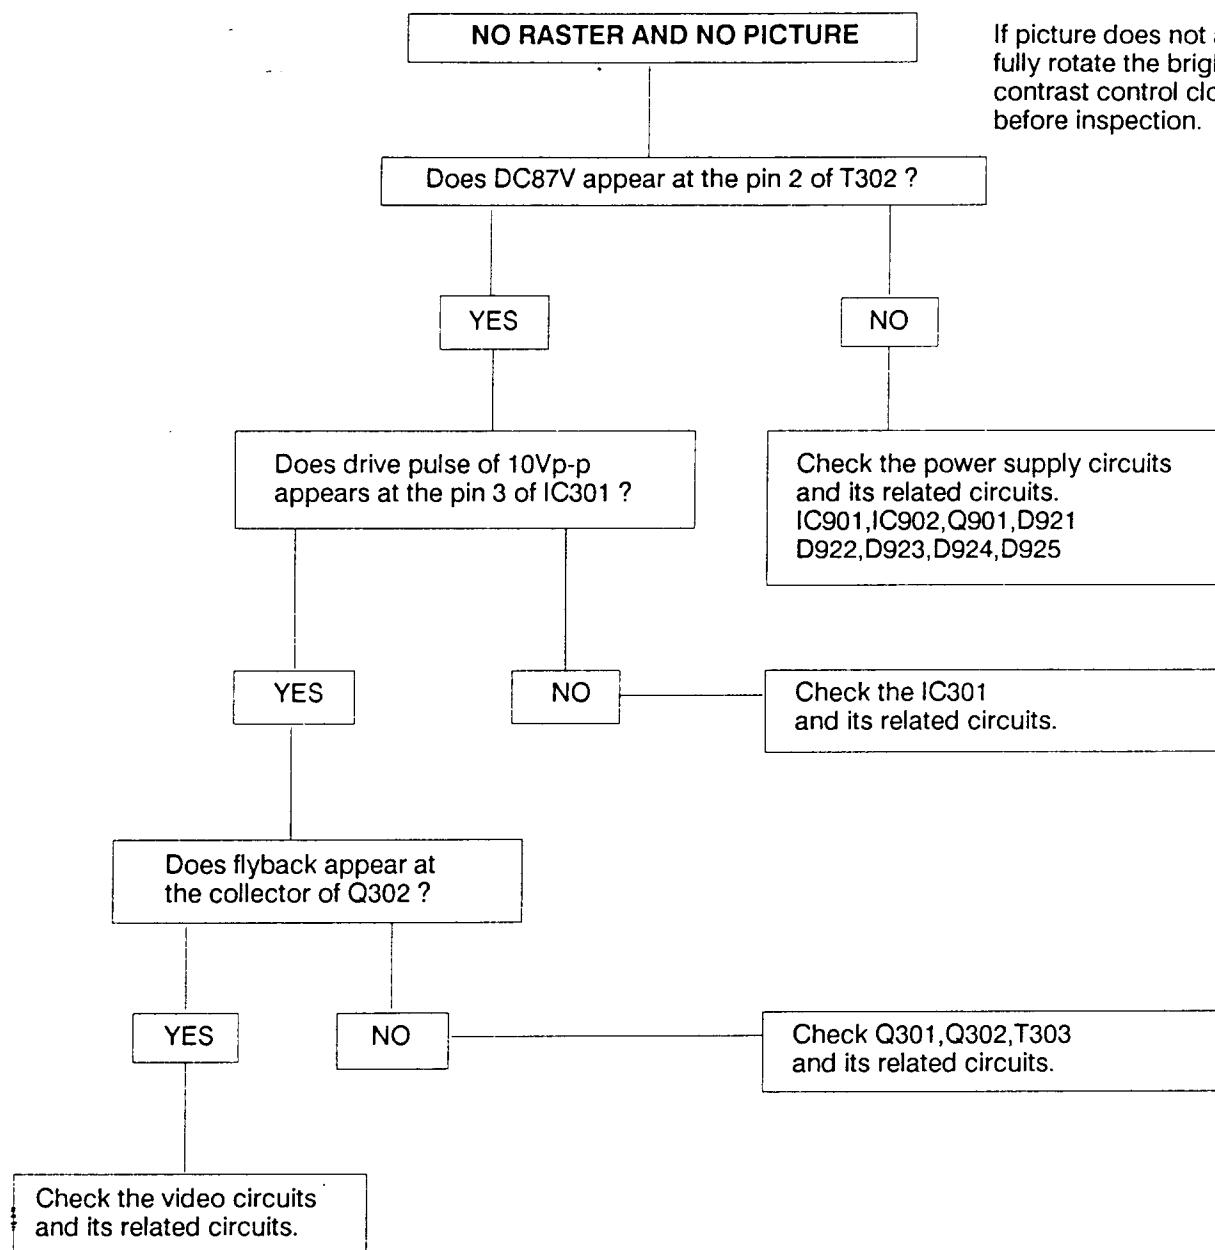 NO RASTER AND NO PICTURE
If picture does not
fully rotate the
contrast control
before inspection.
Does DC87V appear at the pin 2 of T302 ?
YES
NO
Does drive pulse of 10Vp-p
appears at the pin 3 of IC301 ?
Check the power supply circuits
and its related circuits.
IC901,IC902,Q901,D921
D922,D923,D924,D925
YES
NO
Check the IC301
and its related circuits.
Does flyback appear at
the collector of Q302 ?
YES
NO
Check Q301,Q302,T303
and its related circuits.
Check the video circuits
and its related circuits.